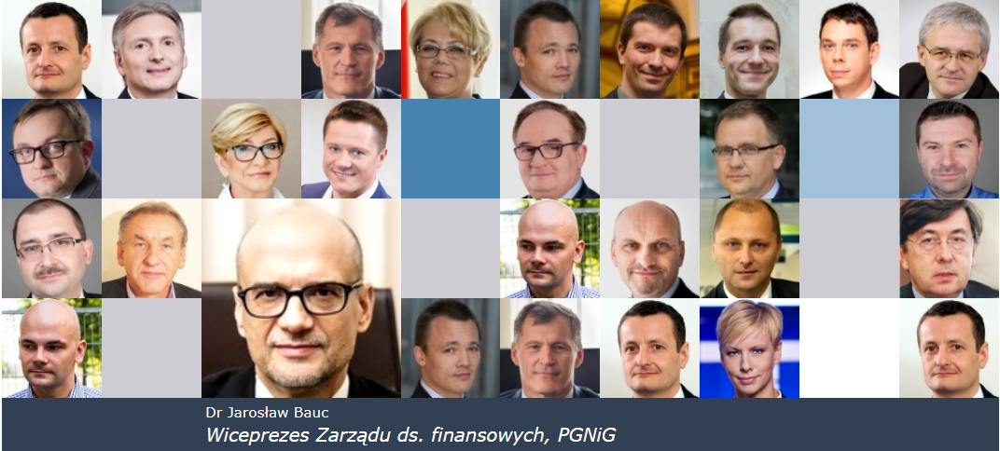 Dr Jarosław Bauc
Wiceprezes Zarządu ds. finansowych, PGNiG